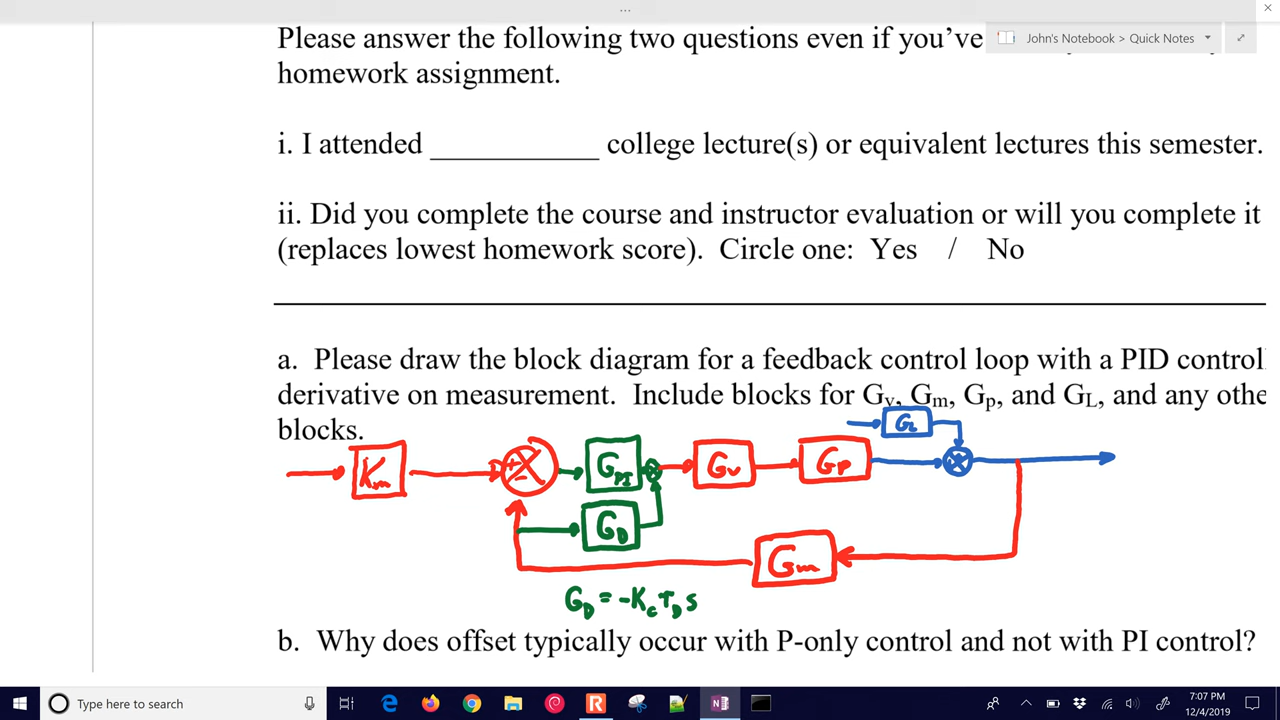 ...
Please answer the following two questions even if you've
John's Notebook > Quick Notes
homework assignment.
i. I attended ___________ college lecture(s) or equivalent lectures this semester.
ii. Did you complete the course and instructor evaluation or will you complete it
(replaces lowest homework score). Circle one: Yes / No
a. Please draw the block diagram for a feedback control loop with a PID control
derivative on measurement. Include blocks for Gv, Gm, Gp, and GL, and any othe
blocks.
GL
Km + - GPI Gv Gp
GD
Gm
GD = -Kc τD s
b. Why does offset typically occur with P-only control and not with PI control?
Type here to search
7:07 PM
12/4/2019